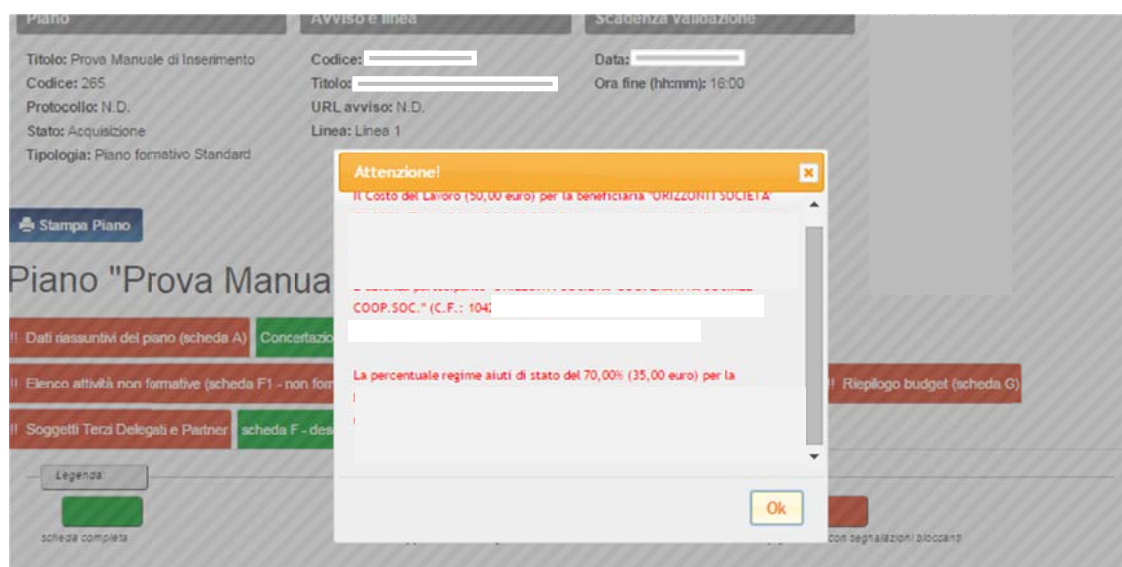 Piano
Avviso e linea
Scadenza Validazione
Titolo: Prova Manuale di Inserimento
Codice: 265
Protocollo: N.D.
Stato: Acquisizione
Tipologia: Piano formativo Standard
Codice:
Titolo:
URL avviso: N.D.
Linea: Linea 1
Data:
Ora fine (hh:mm): 16:00
Stampa Piano
Piano "Prova Manua
!! Dati riassuntivi del piano (scheda A)
Concertazio
!! Elenco attività non formative (scheda F1 - non form
!! Riepilogo budget (scheda G)
!! Soggetti Terzi Delegati e Partner
scheda F - des
Legenda:
scheda completa
con segnalazioni bloccanti
Attenzione!
Il Costo del Lavoro (50,00 euro) per la beneficiaria "ORIZZONTI SOCIETA'
COOP.SOC." (C.F.: 104
La percentuale regime aiuti di stato del 70,00% (35,00 euro) per la
Ok